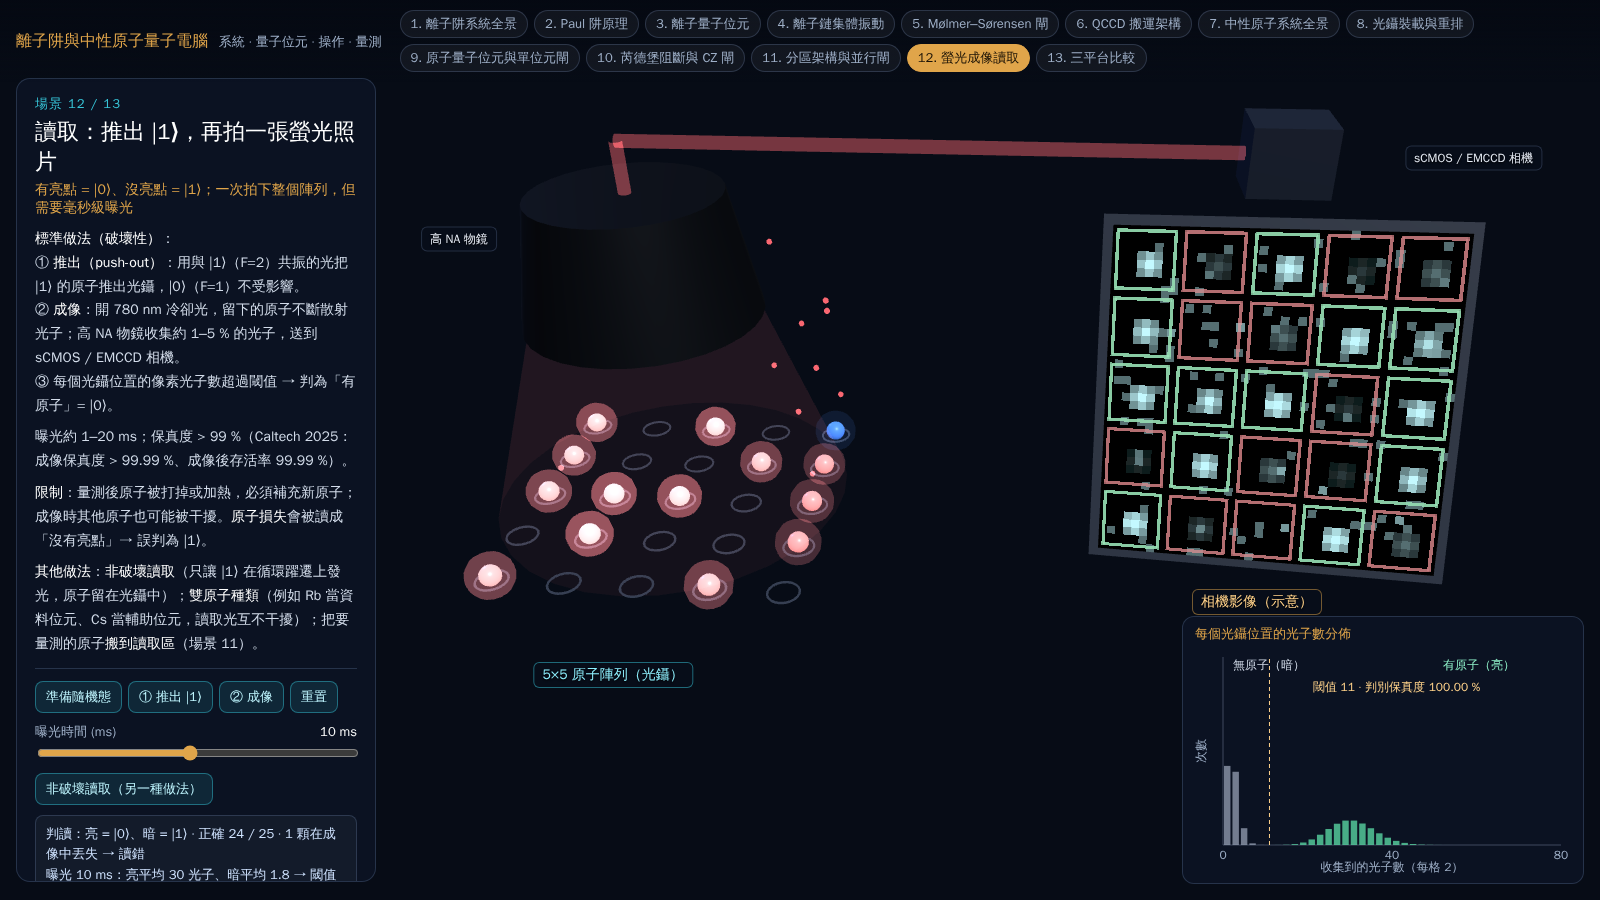 離子阱與中性原子量子電腦 系統 · 量子位元 · 操作 · 量測
1. 離子阱系統全景
2. Paul 阱原理
3. 離子量子位元
4. 離子鏈集體振動
5. Mølmer–Sørensen 閘
6. QCCD 搬運架構
7. 中性原子系統全景
8. 光鑷裝載與重排
9. 原子量子位元與單位元閘
10. 芮德堡阻斷與 CZ 閘
11. 分區架構與並行閘
12. 螢光成像讀取
13. 三平台比較
場景 12 / 13
讀取：推出 |1⟩，再拍一張螢光照
片
有亮點 = |0⟩、沒亮點 = |1⟩；一次拍下整個陣列，但
需要毫秒級曝光
標準做法（破壞性）：
① 推出（push-out）：用與 |1⟩（F=2）共振的光把
|1⟩ 的原子推出光鑷，|0⟩（F=1）不受影響。
② 成像：開 780 nm 冷卻光，留下的原子不斷散射
光子；高 NA 物鏡收集約 1–5 % 的光子，送到
sCMOS / EMCCD 相機。
③ 每個光鑷位置的像素光子數超過閾值 → 判為「有
原子」= |0⟩。
曝光約 1–20 ms；保真度 > 99 %（Caltech 2025：
成像保真度 > 99.99 %、成像後存活率 99.99 %）。
限制：量測後原子被打掉或加熱，必須補充新原子；
成像時其他原子也可能被干擾。原子損失會被讀成
「沒有亮點」→ 誤判為 |1⟩。
其他做法：非破壞讀取（只讓 |1⟩ 在循環躍遷上發
光，原子留在光鑷中）；雙原子種類（例如 Rb 當資
料位元、Cs 當輔助位元，讀取光互不干擾）；把要
量測的原子搬到讀取區（場景 11）。
準備隨機態
① 推出 |1⟩
② 成像
重置
曝光時間 (ms) 10 ms
非破壞讀取（另一種做法）
判讀：亮 = |0⟩、暗 = |1⟩ · 正確 24 / 25 · 1 顆在成
像中丟失 → 讀錯
曝光 10 ms：亮平均 30 光子、暗平均 1.8 → 閾值
高 NA 物鏡
sCMOS / EMCCD 相機
5×5 原子陣列（光鑷）
相機影像（示意）
每個光鑷位置的光子數分佈
無原子（暗）
有原子（亮）
閾值 11 · 判別保真度 100.00 %
次數
0
40
80
收集到的光子數（每格 2）